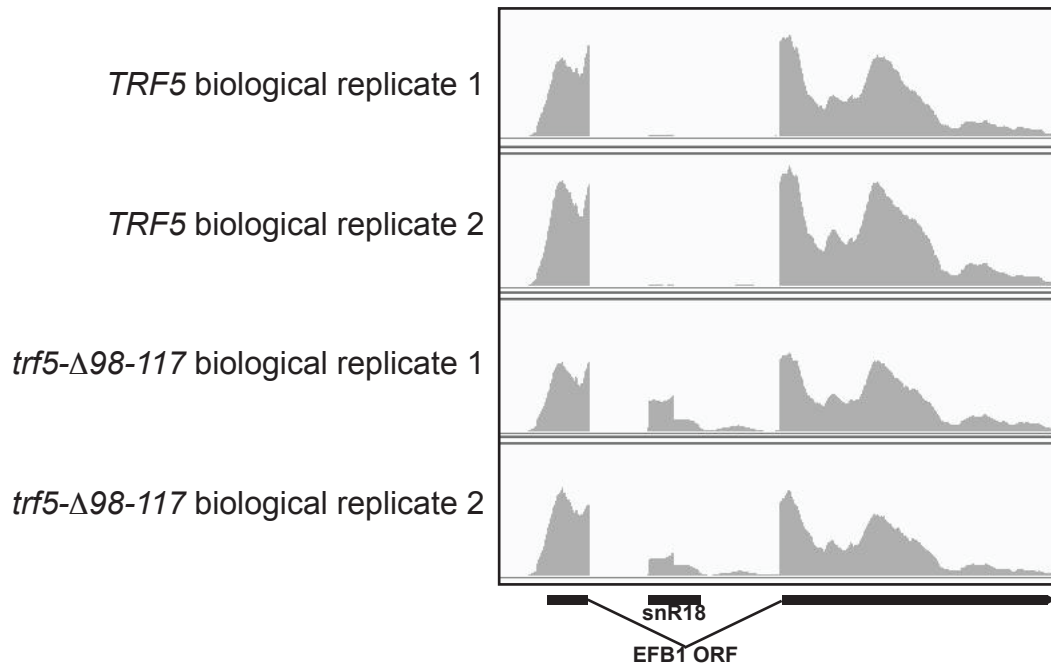 TRF5 biological replicate 1
TRF5 biological replicate 2
trf5-Δ98-117 biological replicate 1
trf5-Δ98-117 biological replicate 2
snR18
EFB1 ORF